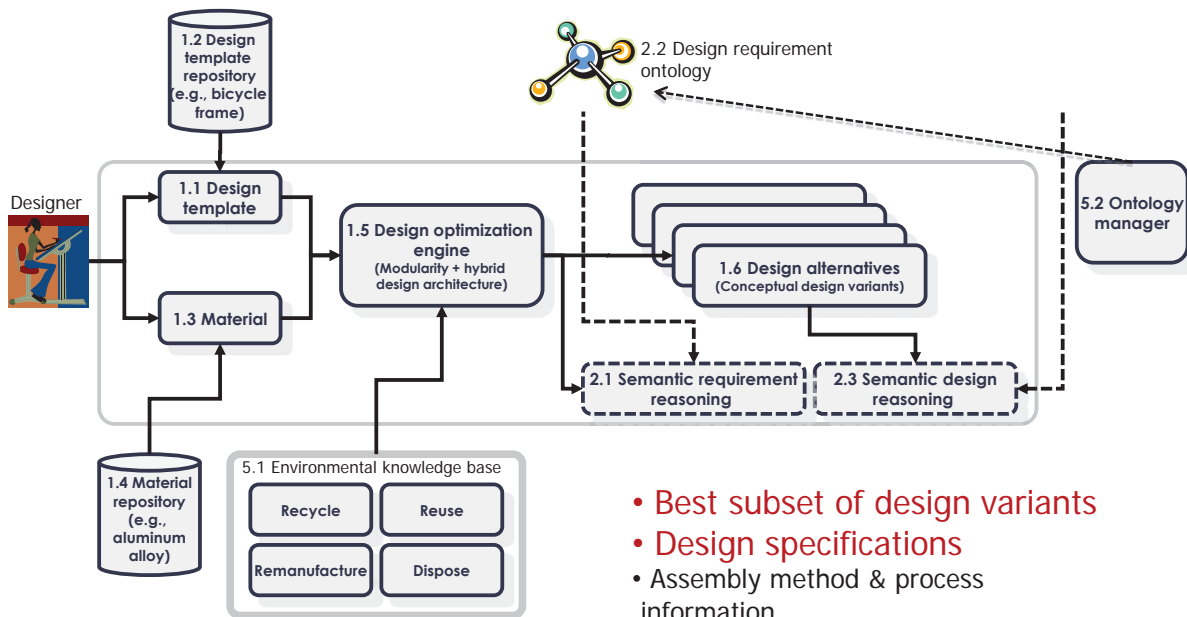 1.2 Design
template
repository
(e.g., bicycle
frame)
2.2 Design requirement
ontology
Designer
1.1 Design
template
5.2 Ontology
manager
1.5 Design optimization
engine
(Modularity + hybrid
design architecture)
1.6 Design alternatives
(Conceptual design variants)
1.3 Material
2.1 Semantic requirement
reasoning
2.3 Semantic design
reasoning
1.4 Material
repository
(e.g.,
aluminum
alloy)
5.1 Environmental knowledge base
Recycle
Reuse
Remanufacture
Dispose
• Best subset of design variants
• Design specifications
• Assembly method & process
information